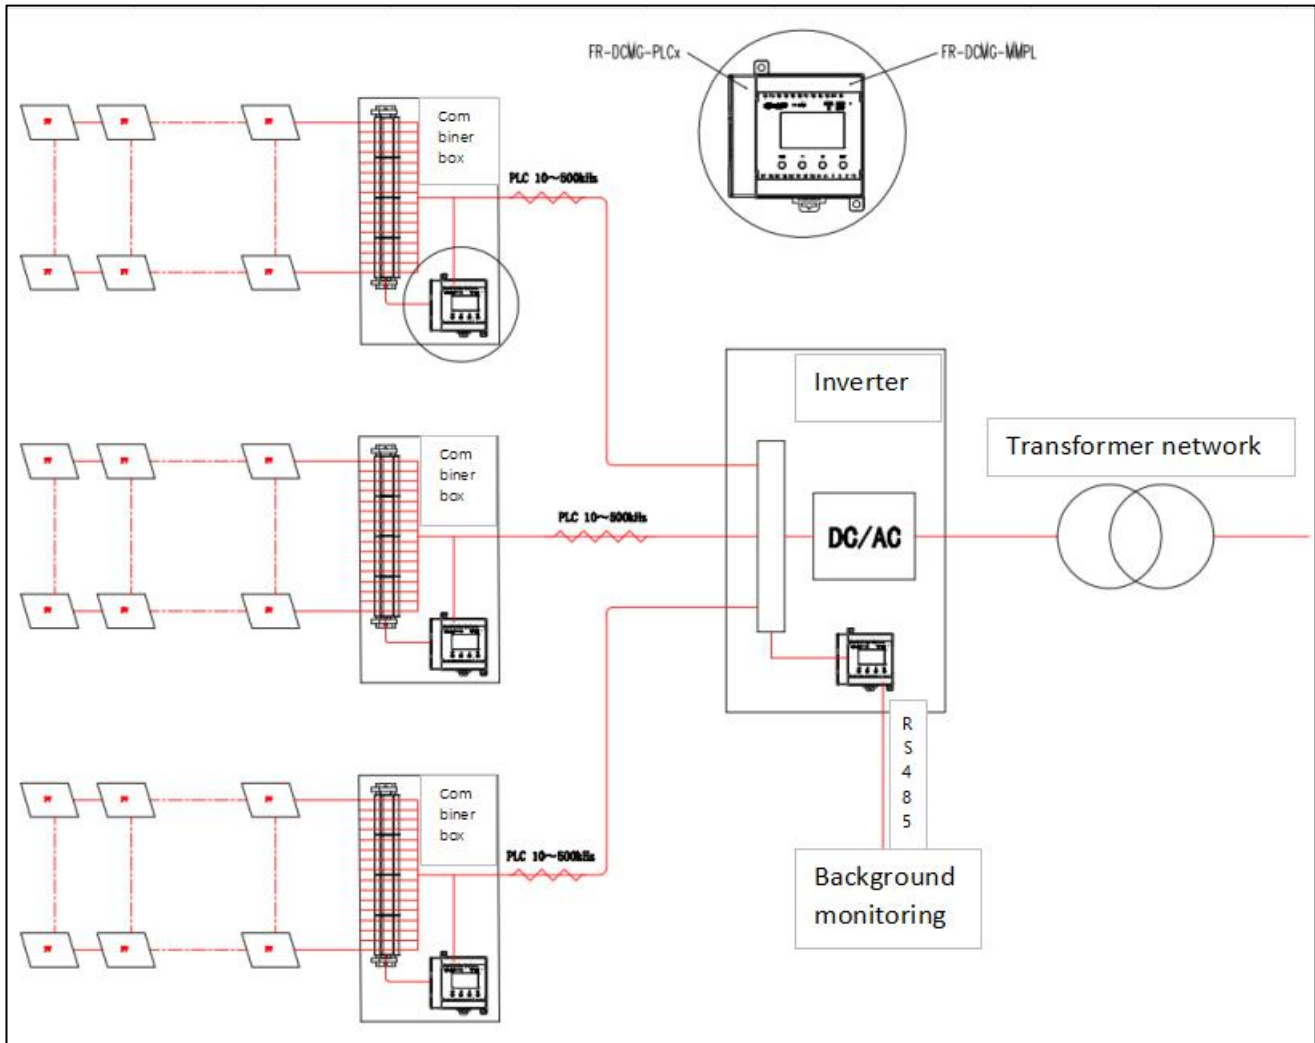 FR-DCMG-PLCx
FR-DCMG-MMPL
Com
biner
box
PLC 10~500kHz
Inverter
Transformer network
Com
biner
box
PLC 10~500kHz
DC/AC
R
S
4
8
5
Com
biner
box
PLC 10~500kHz
Background
monitoring